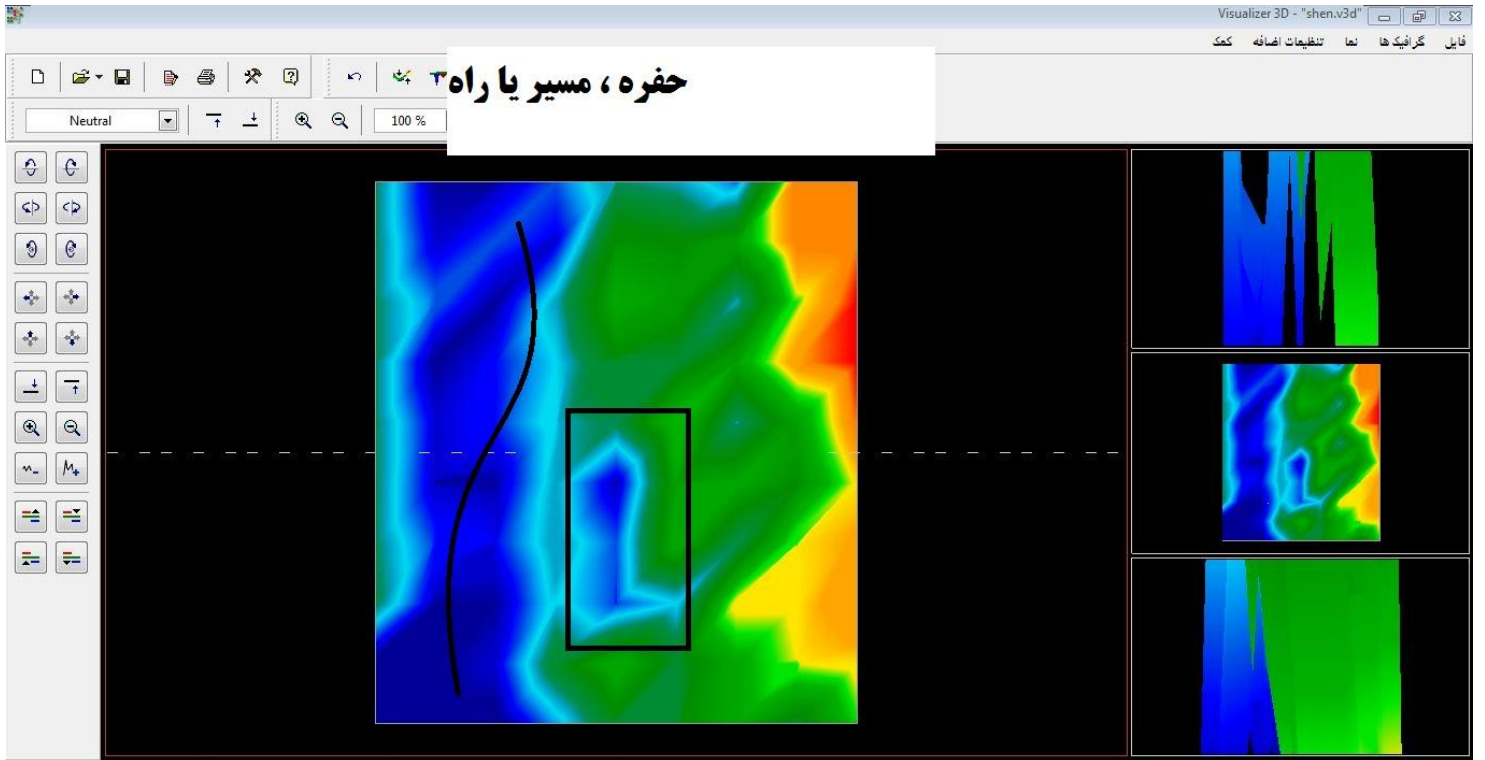 Visualizer 3D - "shen.v3d"
فایل گرافیک ها نما تنظیمات اضافه کمک
حفره ، مسیر یا راه
Neutral
100 %